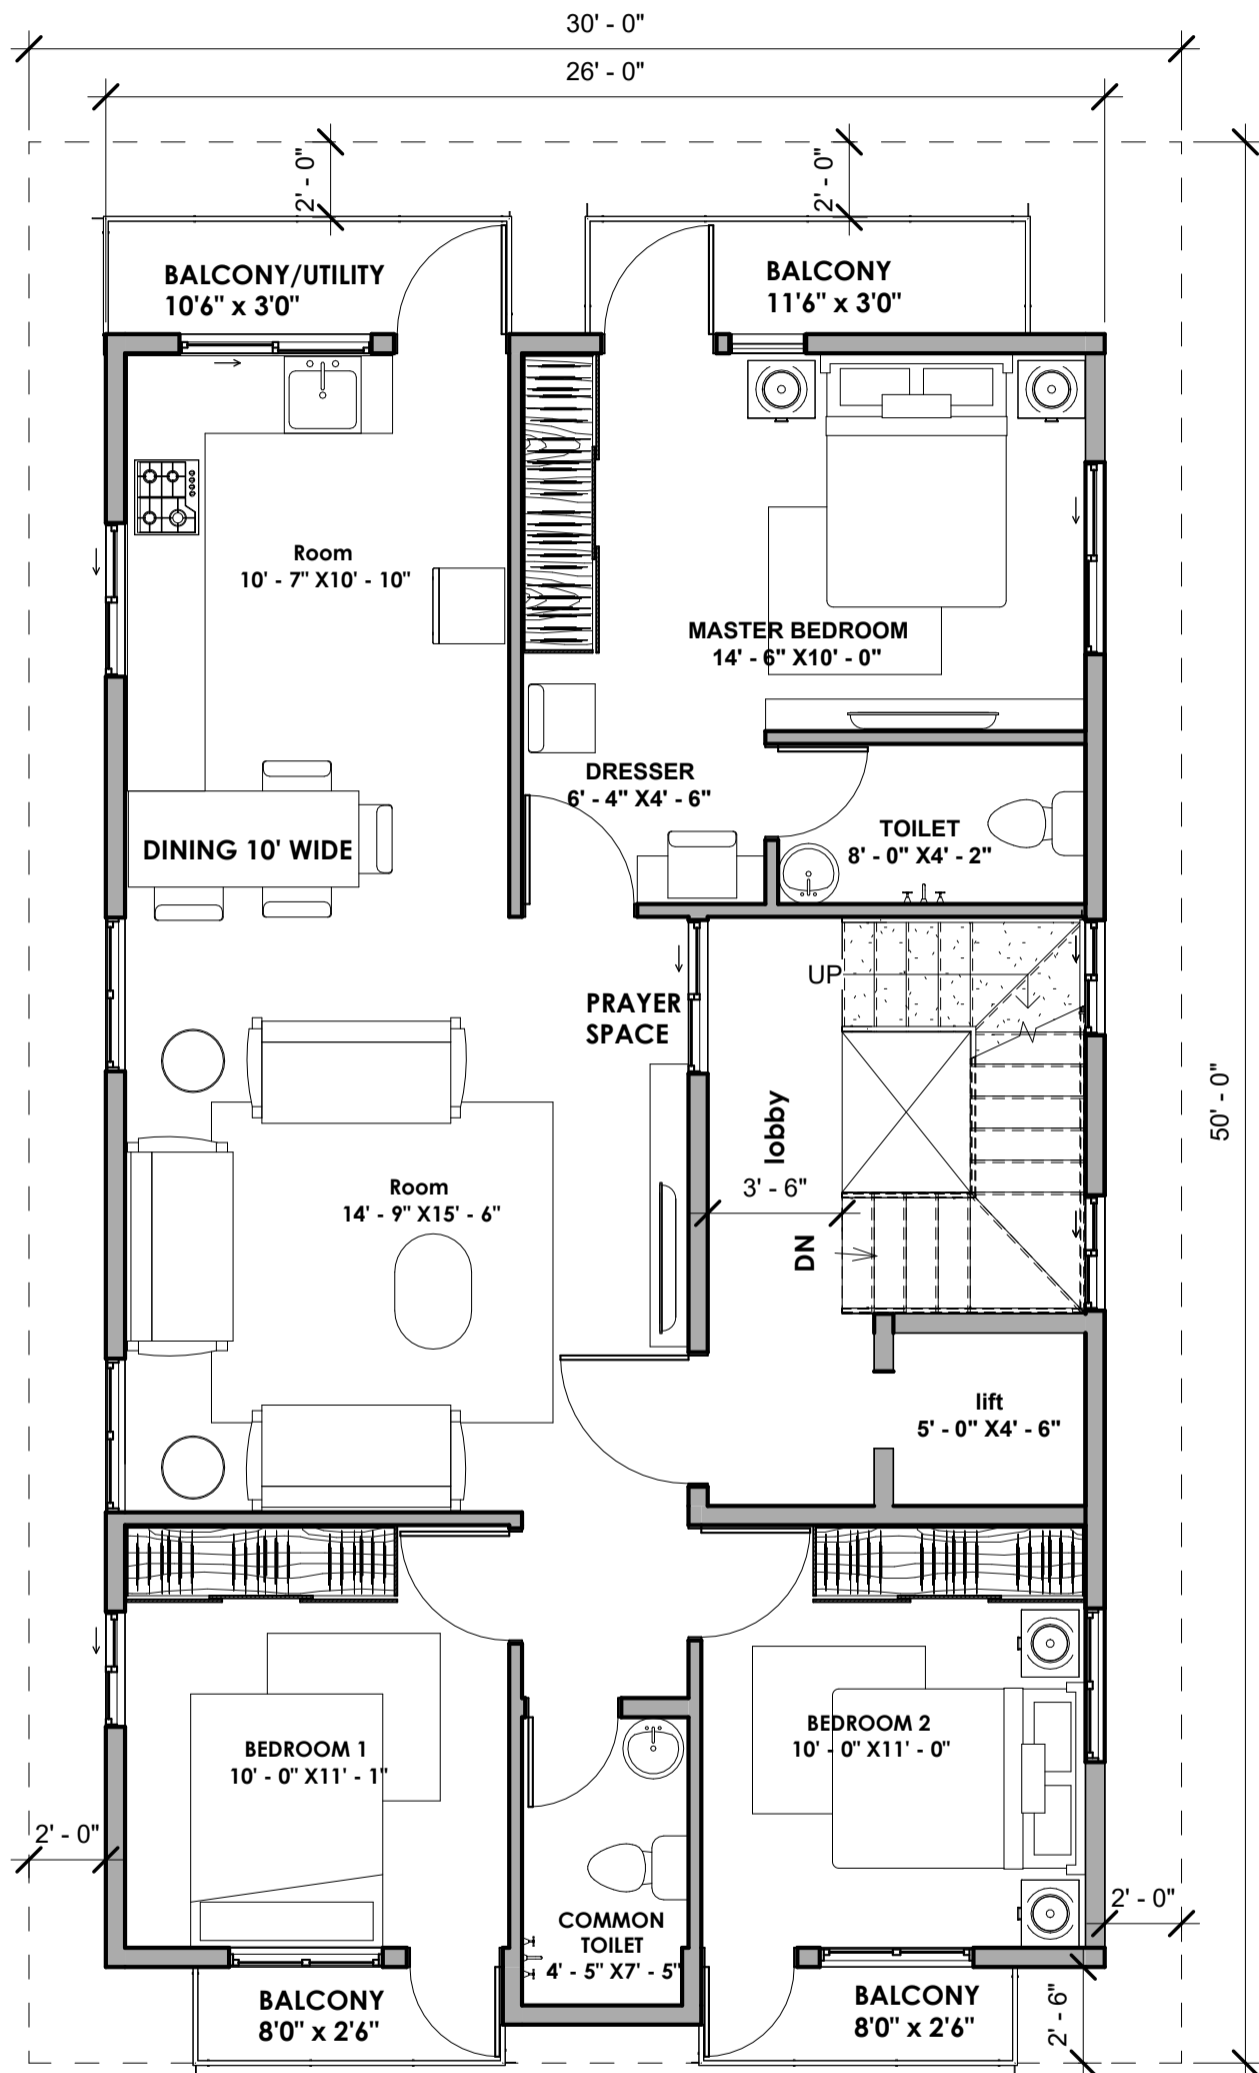 30' - 0"
26' - 0"
2' - 0"
2' - 0"
BALCONY/UTILITY
10'6" x 3'0"
BALCONY
11'6" x 3'0"
Room
10' - 7" X10' - 10"
MASTER BEDROOM
14' - 6" X10' - 0"
DRESSER
6' - 4" X4' - 6"
TOILET
8' - 0" X4' - 2"
DINING 10' WIDE
UP
PRAYER
SPACE
lobby
3' - 6"
50' - 0"
Room
14' - 9" X15' - 6"
DN
lift
5' - 0" X4' - 6"
BEDROOM 1
10' - 0" X11' - 1"
BEDROOM 2
10' - 0" X11' - 0"
2' - 0"
2' - 0"
COMMON
TOILET
4' - 5" X7' - 5"
BALCONY
8'0" x 2'6"
BALCONY
8'0" x 2'6"
2' - 6"